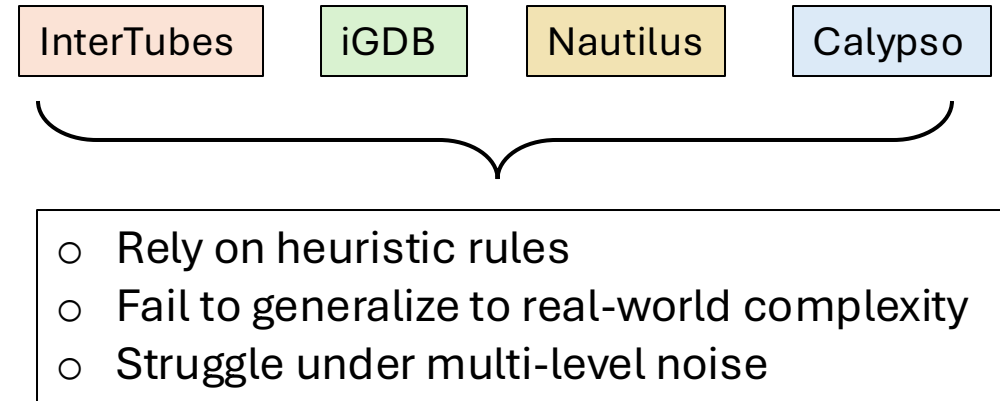 InterTubes iGDB Nautilus Calypso
○ Rely on heuristic rules
○ Fail to generalize to real-world complexity
○ Struggle under multi-level noise